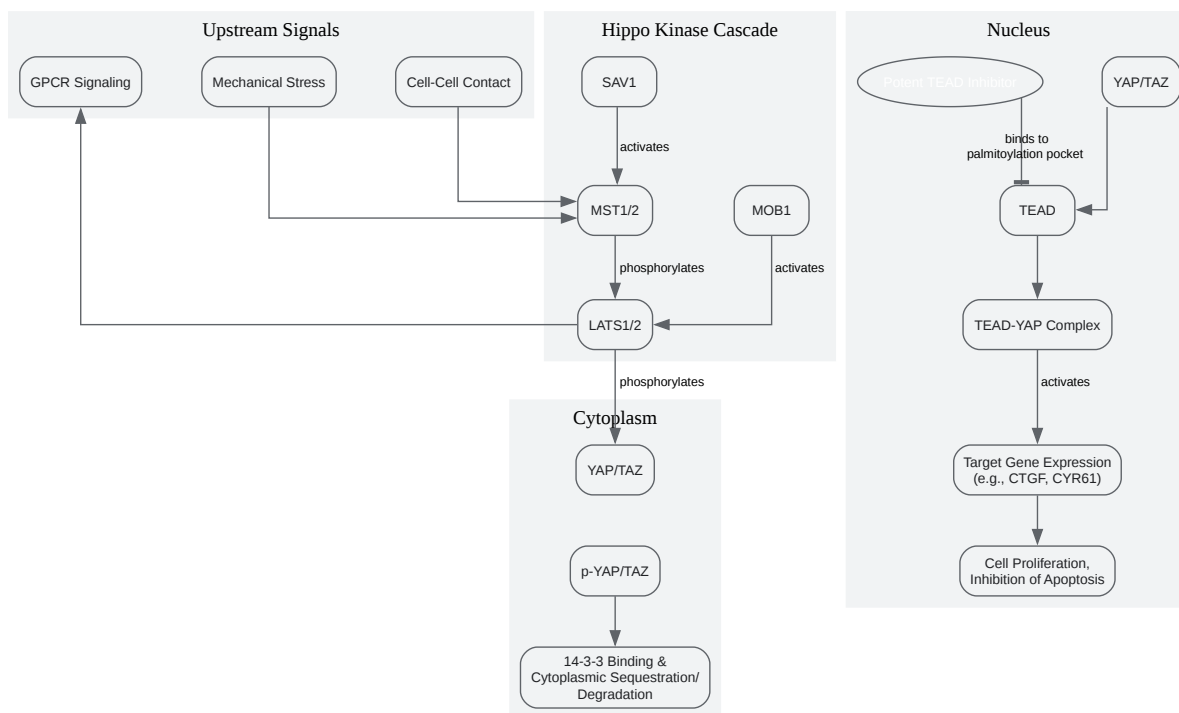 Upstream Signals
Hippo Kinase Cascade
Nucleus
GPCR Signaling
Mechanical Stress
Cell-Cell Contact
SAV1
Potent TEAD Inhibitor
YAP/TAZ
activates
binds to
palmitoylation pocket
MST1/2
MOB1
TEAD
phosphorylates
activates
LATS1/2
TEAD-YAP Complex
phosphorylates
activates
Cytoplasm
YAP/TAZ
Target Gene Expression
(e.g., CTGF, CYR61)
p-YAP/TAZ
Cell Proliferation,
Inhibition of Apoptosis
14-3-3 Binding &
Cytoplasmic Sequestration/
Degradation